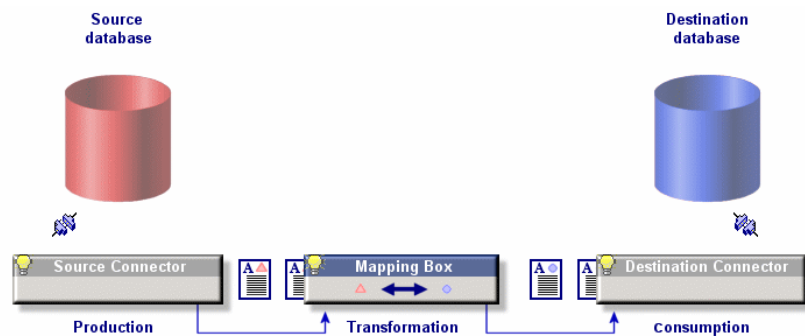 Source
database
Destination
database
Source Connector
A
A
Mapping Box
A
A
Destination Connector
Production
Transformation
Consumption